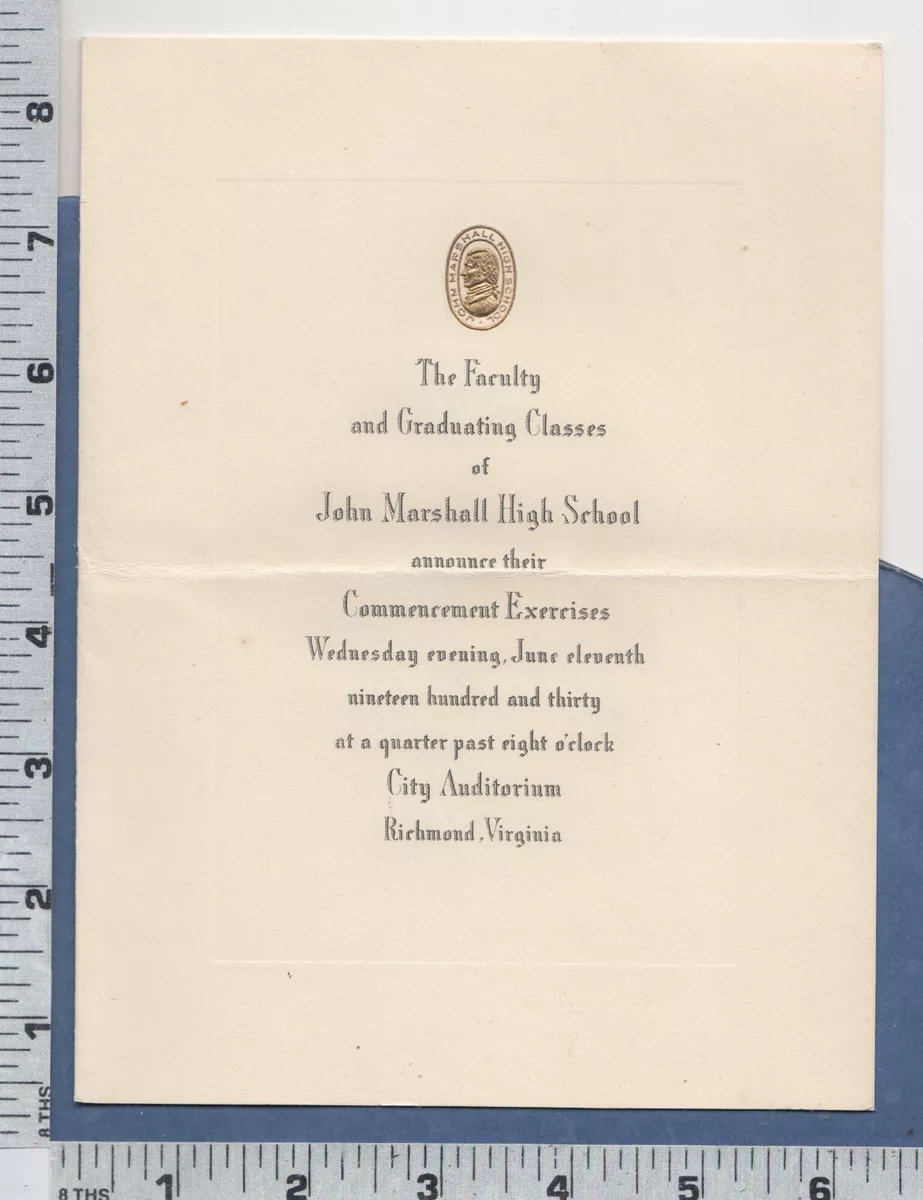 JOHN MARSHALL HIGH SCHOOL
The Faculty
and Graduating Classes
of
John Marshall High School
announce their
Commencement Exercises
Wednesday evening, June eleventh
nineteen hundred and thirty
at a quarter past eight o'clock
City Auditorium
Richmond, Virginia
8
7
6
5
4
3
2
1
8 THS
8 THS
1
2
3
4
5
6